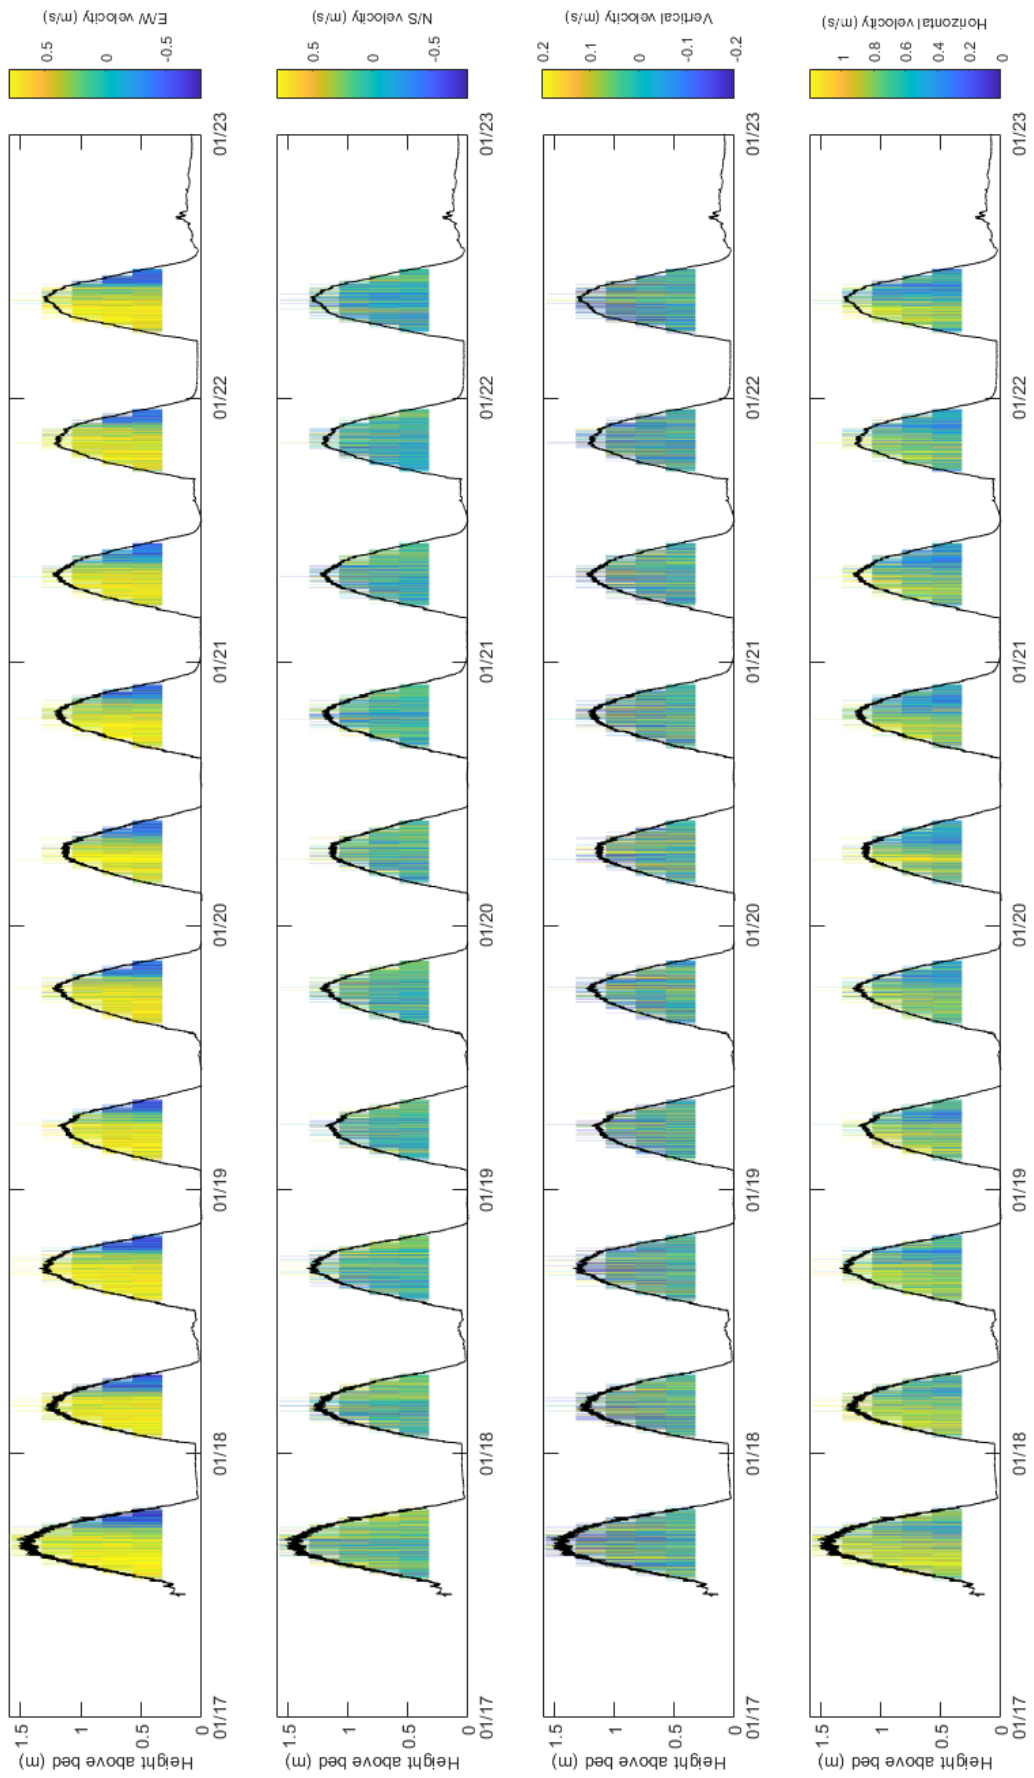 Height above bed (m)
1.5
1
0.5
0
01/17 01/18 01/19 01/20 01/21 01/22 01/23
0.5
0
-0.5
E/W velocity (m/s)
Height above bed (m)
1.5
1
0.5
0
01/17 01/18 01/19 01/20 01/21 01/22 01/23
0.5
0
-0.5
N/S velocity (m/s)
Height above bed (m)
1.5
1
0.5
0
01/17 01/18 01/19 01/20 01/21 01/22 01/23
0.2
0.1
0
-0.1
-0.2
Vertical velocity (m/s)
Height above bed (m)
1.5
1
0.5
0
01/17 01/18 01/19 01/20 01/21 01/22 01/23
1
0.8
0.6
0.4
0.2
0
Horizontal velocity (m/s)